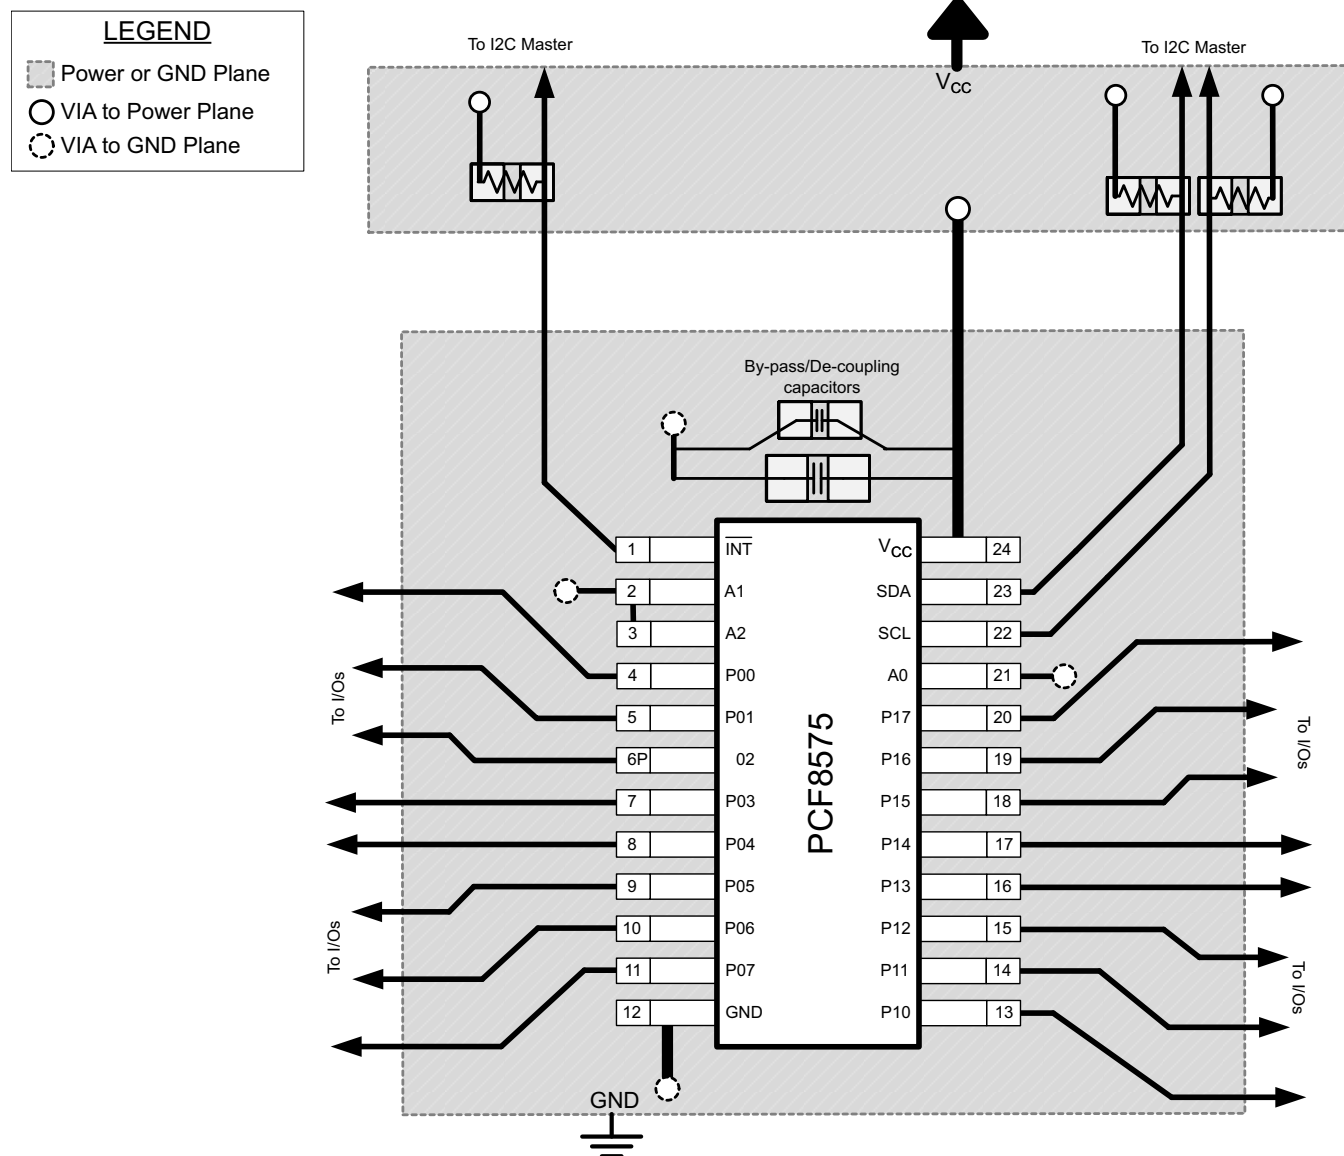 LEGEND
Power or GND Plane
VIA to Power Plane
VIA to GND Plane
To I2C Master
VCC
To I2C Master
By-pass/De-coupling
capacitors
1 INT
VCC 24
2 A1
SDA 23
3 A2
SCL 22
4 P00
A0 21
5 P01
P17 20
6P 02
P16 19
7 P03
P15 18
8 P04
P14 17
9 P05
P13 16
10 P06
P12 15
11 P07
P11 14
12 GND
P10 13
PCF8575
To I/Os
To I/Os
To I/Os
To I/Os
GND